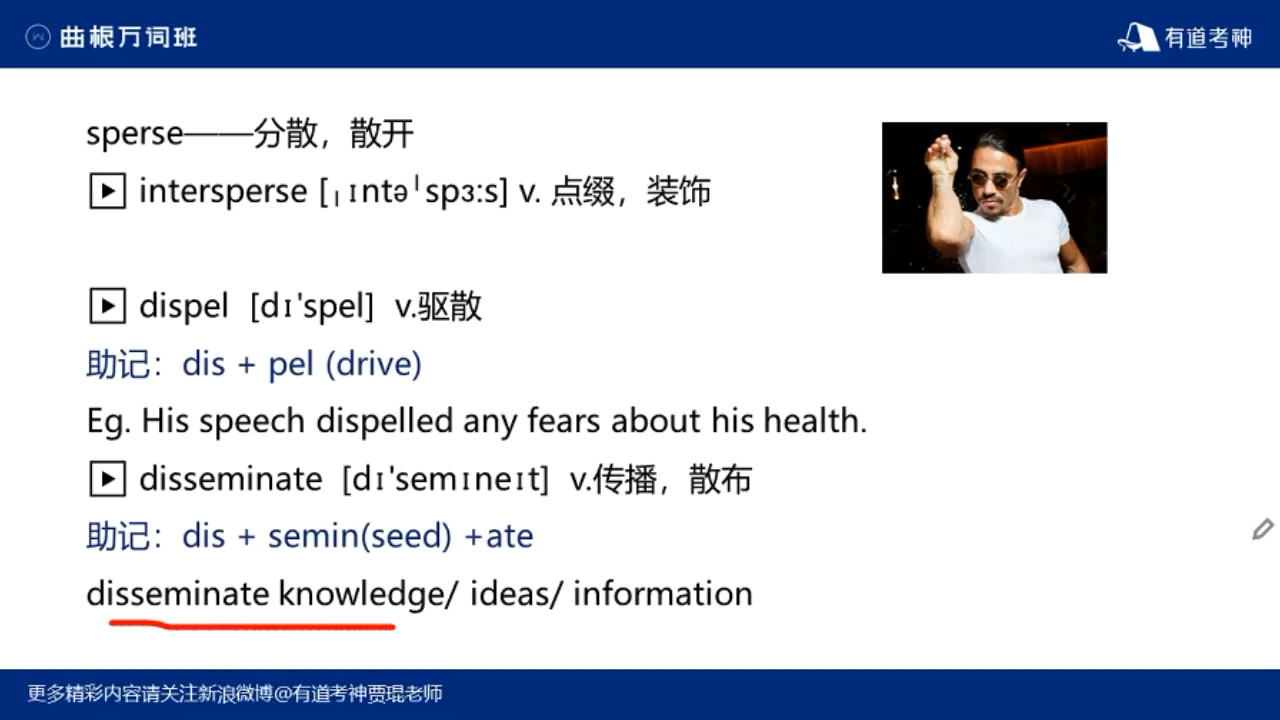 曲根万词班
有道考神
sperse——分散，散开
intersperse [ˌɪntəˈspɜ:s] v. 点缀，装饰
dispel [dɪ'spel] v.驱散
助记：dis + pel (drive)
Eg. His speech dispelled any fears about his health.
disseminate [dɪ'semɪneɪt] v.传播，散布
助记：dis + semin(seed) +ate
disseminate knowledge/ ideas/ information
更多精彩内容请关注新浪微博@有道考神贾琨老师